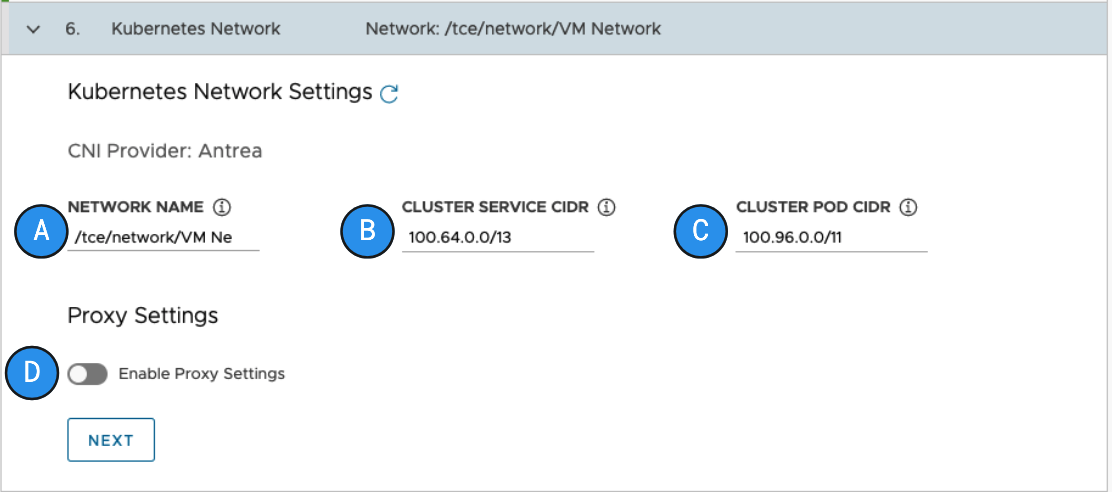 6. Kubernetes Network Network: /tce/network/VM Network
Kubernetes Network Settings
CNI Provider: Antrea
NETWORK NAME CLUSTER SERVICE CIDR CLUSTER POD CIDR
A /tce/network/VM Ne B 100.64.0.0/13 C 100.96.0.0/11
Proxy Settings
D Enable Proxy Settings
NEXT